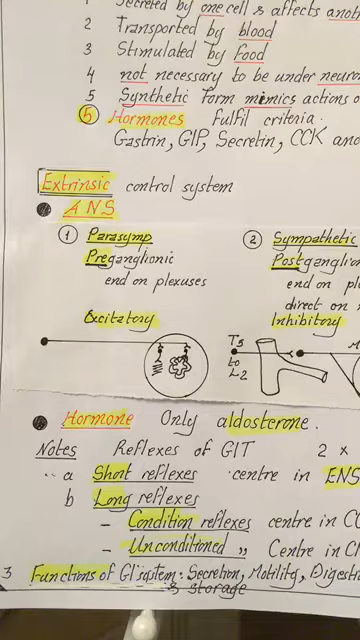 Secreted by one cell & affects
2 Transported by blood
3 Stimulated by food
4 not necessary to be under
5 Synthetic form mimics actions o
5 Hormones fulfil criteria.
Gastrin, GIP, Secretin, CCK and
Extrinsic control system
ANS
1 Parasymp
Preganglionic
end on plexuses
Excitatory
2 Sympathetic
Postganglio
end on pl
direct on
Inhibitory
T5
to
L2
Hormone Only aldosterone.
Notes Reflexes of GIT 2 x
a Short reflexes centre in ENS
b Long reflexes
- Condition reflexes centre in C
- Unconditioned " Centre in C
3 Functions of GI system: Secretion, Motility, Digesti
& storage